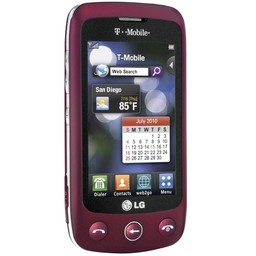 T··Mobile·
T-Mobile
Web Search
San Diego
85°F
July 2010
S M T W T F S
Dialer Contacts web2go Menu
LG